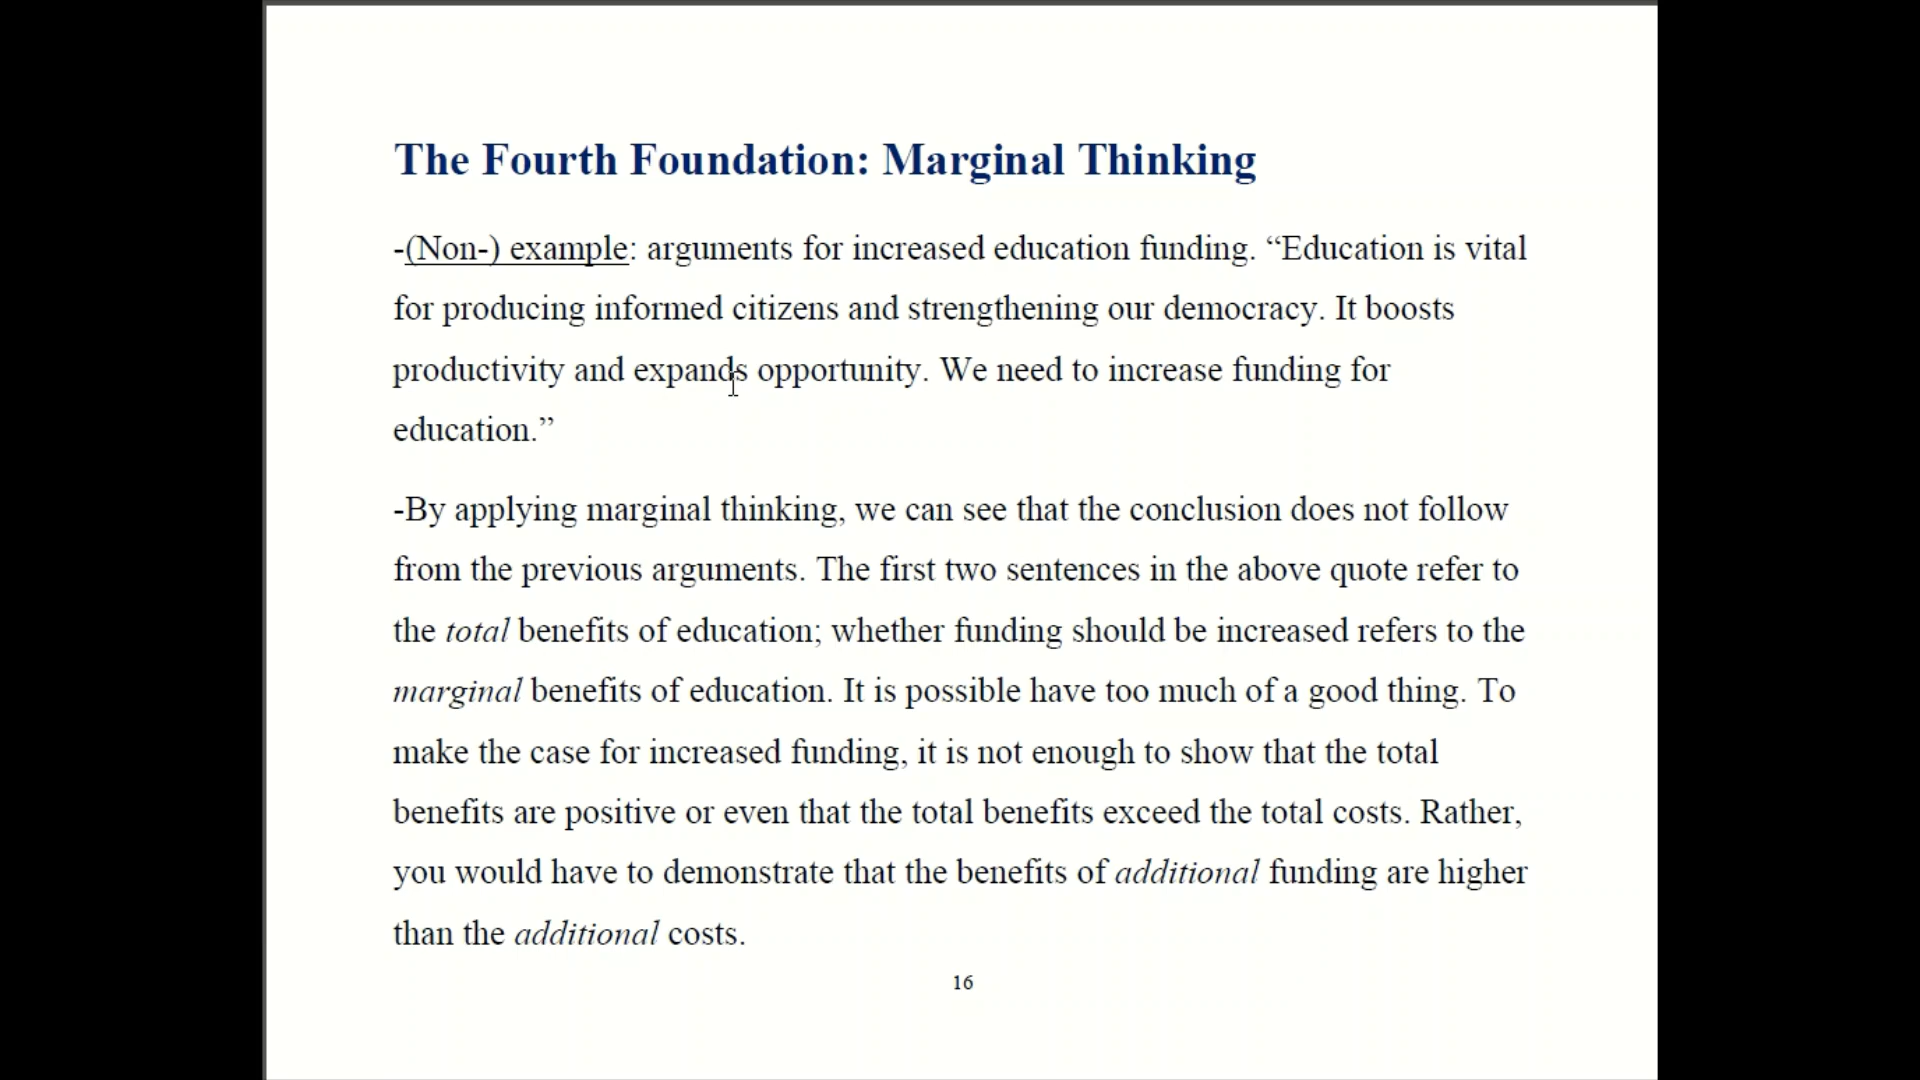 The Fourth Foundation: Marginal Thinking
-(Non-) example: arguments for increased education funding. “Education is vital
for producing informed citizens and strengthening our democracy. It boosts
productivity and expands opportunity. We need to increase funding for
education.”
-By applying marginal thinking, we can see that the conclusion does not follow
from the previous arguments. The first two sentences in the above quote refer to
the total benefits of education; whether funding should be increased refers to the
marginal benefits of education. It is possible have too much of a good thing. To
make the case for increased funding, it is not enough to show that the total
benefits are positive or even that the total benefits exceed the total costs. Rather,
you would have to demonstrate that the benefits of additional funding are higher
than the additional costs.
16